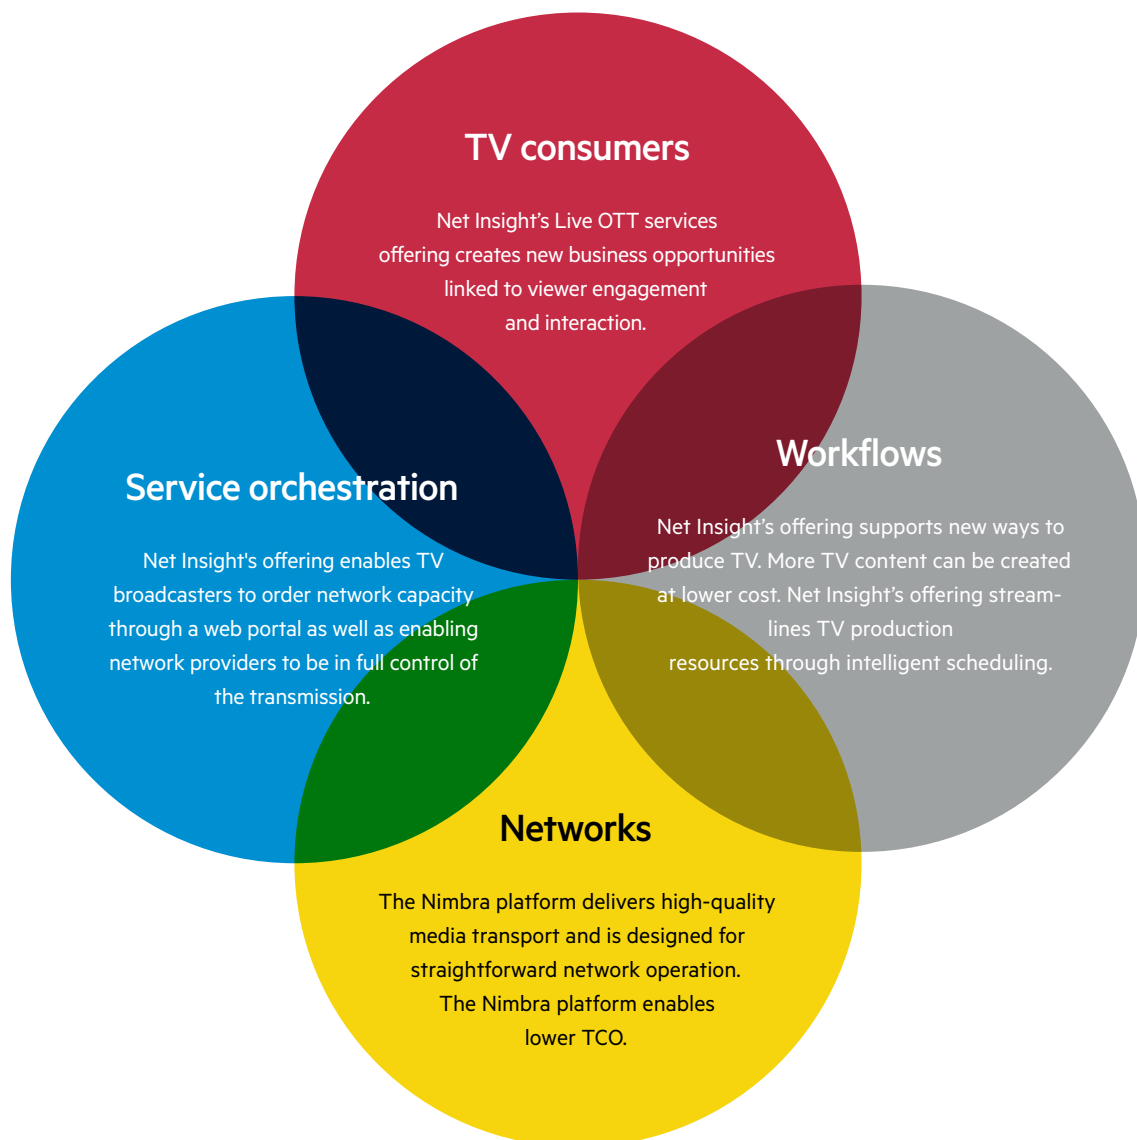 TV consumers
Net Insight’s Live OTT services
offering creates new business opportunities
linked to viewer engagement
and interaction.
Service orchestration
Net Insight's offering enables TV
broadcasters to order network capacity
through a web portal as well as enabling
network providers to be in full control of
the transmission.
Workflows
Net Insight’s offering supports new ways to
produce TV. More TV content can be created
at lower cost. Net Insight’s offering stream-
lines TV production
resources through intelligent scheduling.
Networks
The Nimbra platform delivers high-quality
media transport and is designed for
straightforward network operation.
The Nimbra platform enables
lower TCO.